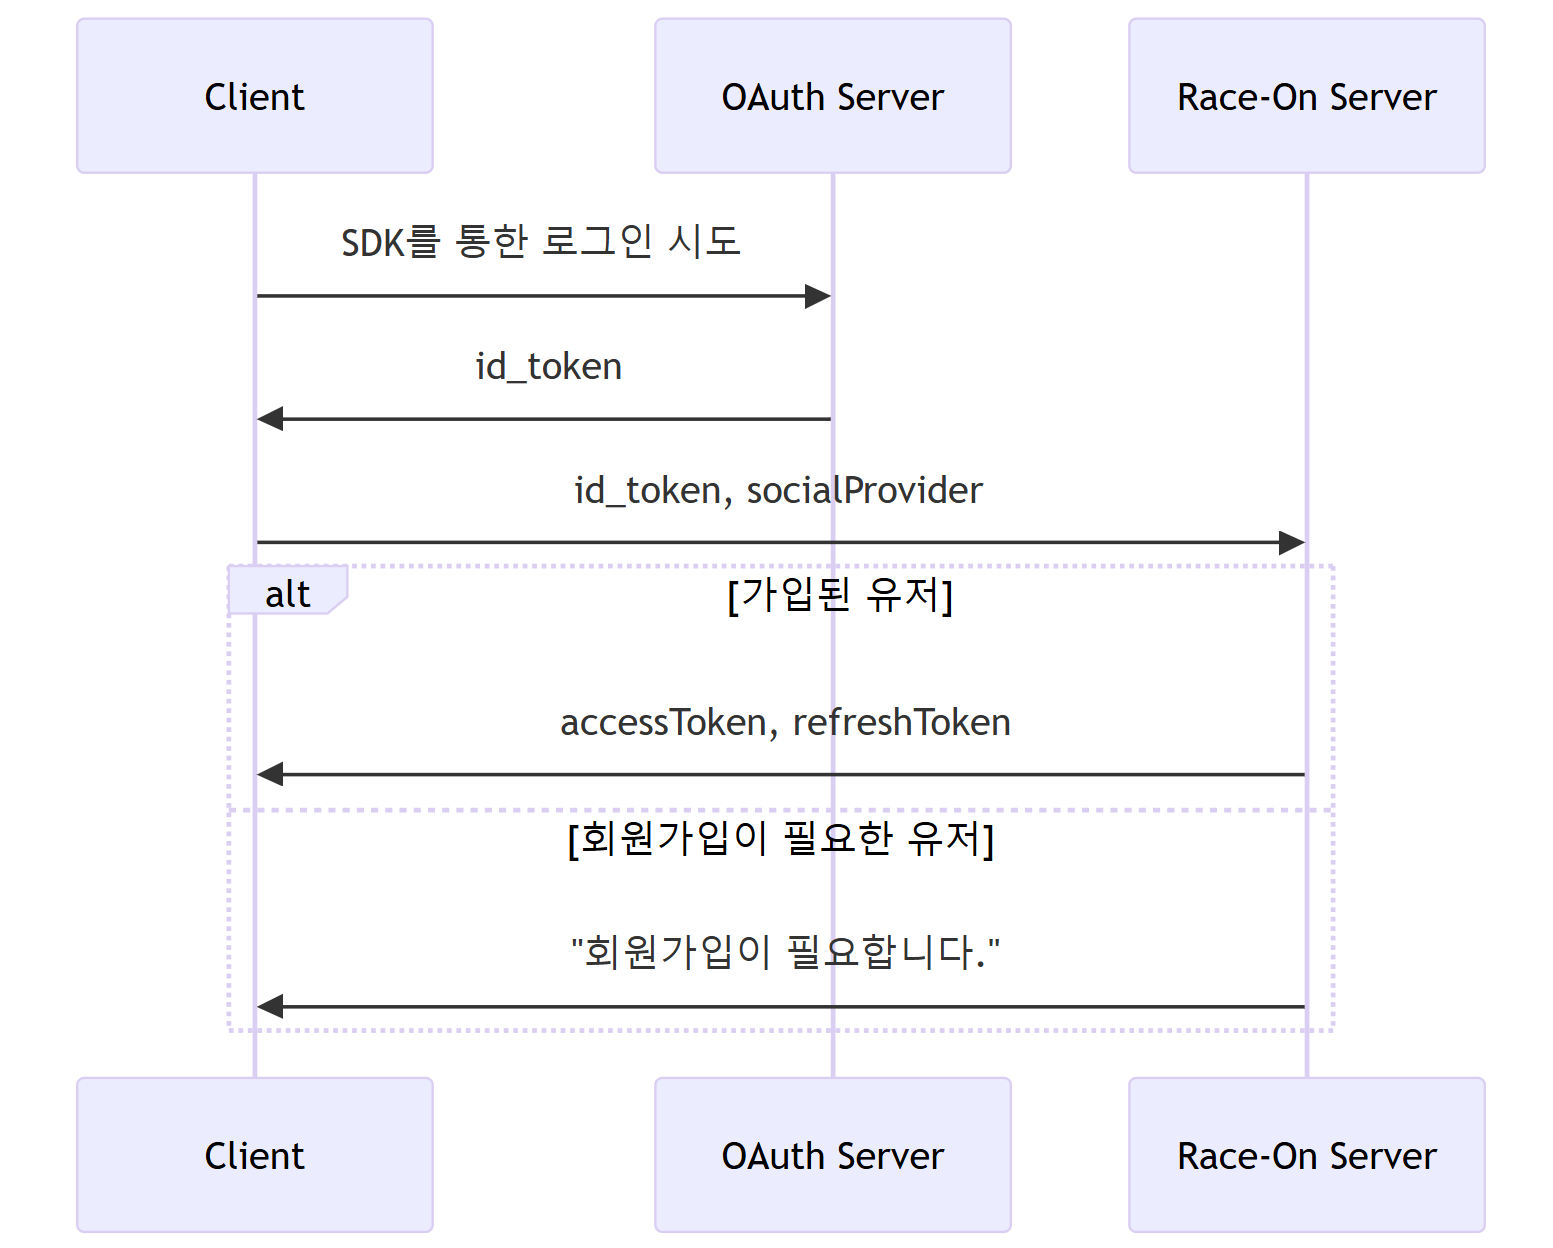 Client
OAuth Server
Race-On Server
SDK를 통한 로그인 시도
id_token
id_token, socialProvider
alt
[가입된 유저]
accessToken, refreshToken
[회원가입이 필요한 유저]
"회원가입이 필요합니다."
Client
OAuth Server
Race-On Server